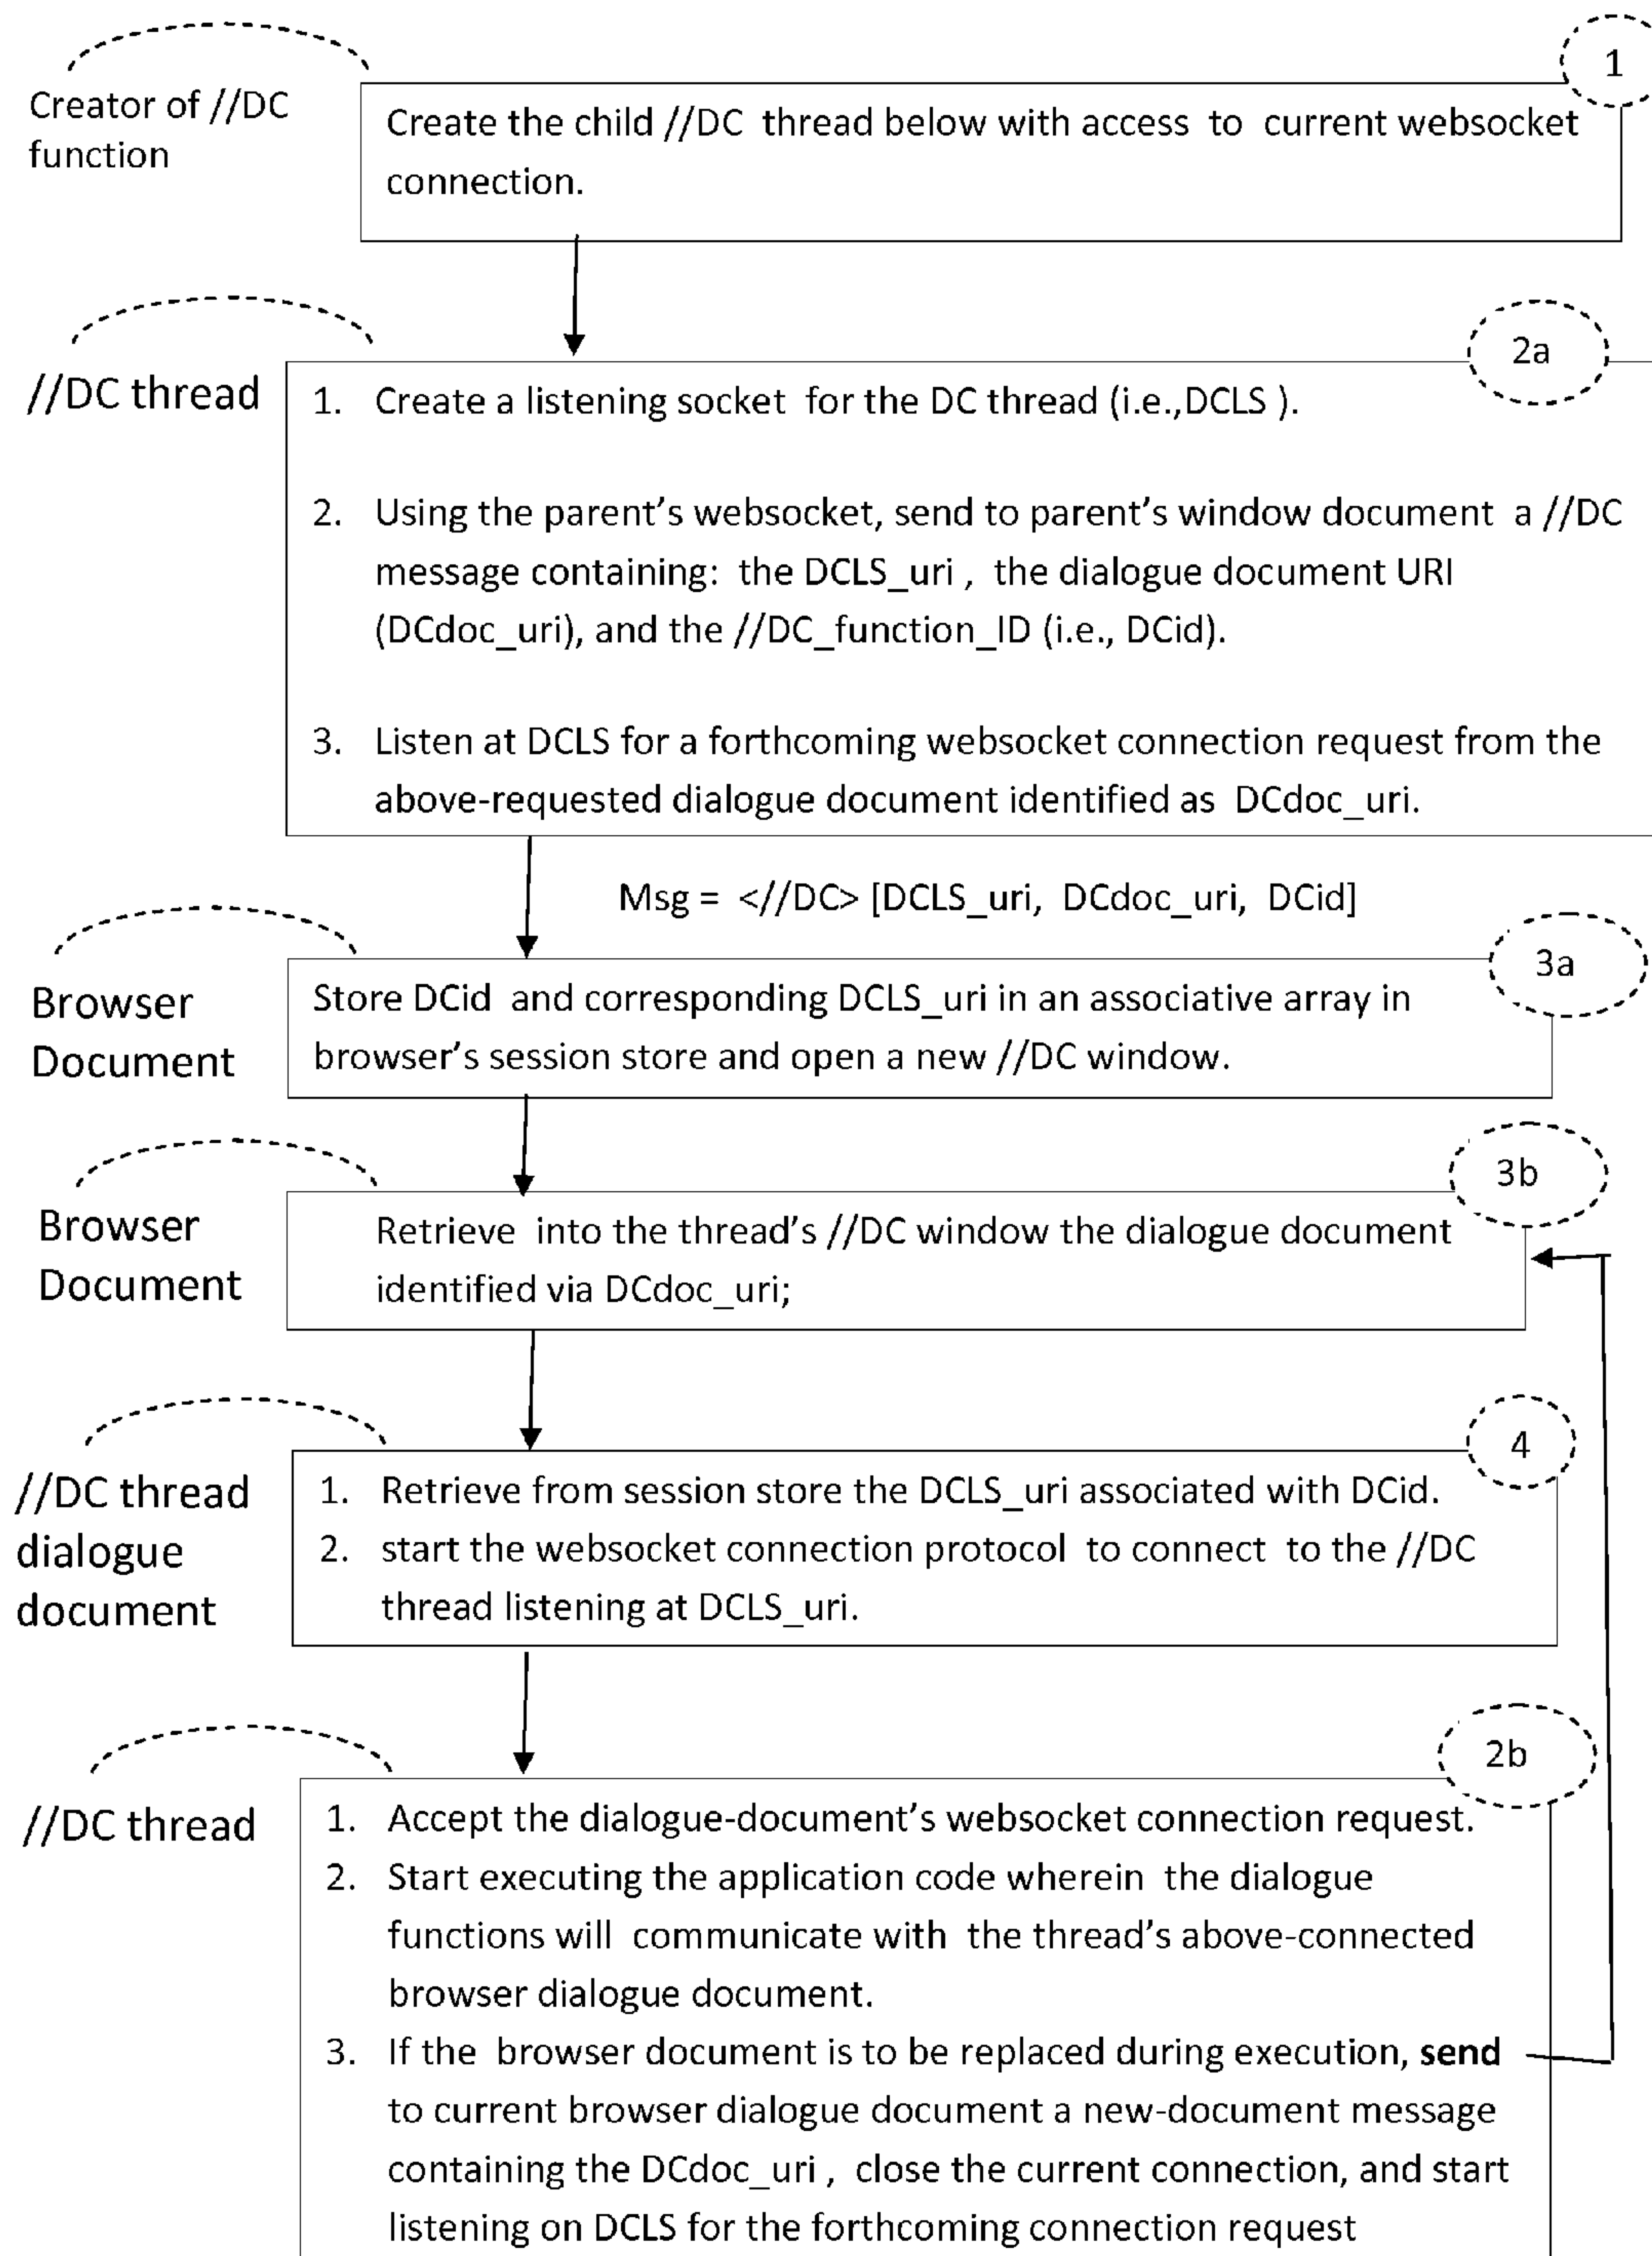 1
Creator of //DC
function
Create the child //DC thread below with access to current websocket
connection.
2a
//DC thread
1. Create a listening socket for the DC thread (i.e.,DCLS ).
2. Using the parent's websocket, send to parent's window document a //DC
message containing: the DCLS_uri , the dialogue document URI
(DCdoc_uri), and the //DC_function_ID (i.e., DCid).
3. Listen at DCLS for a forthcoming websocket connection request from the
above-requested dialogue document identified as DCdoc_uri.
Msg = <//DC> [DCLS_uri, DCdoc_uri, DCid]
3a
Browser
Document
Store DCid and corresponding DCLS_uri in an associative array in
browser's session store and open a new //DC window.
3b
Browser
Document
Retrieve into the thread's //DC window the dialogue document
identified via DCdoc_uri;
4
//DC thread
dialogue
document
1. Retrieve from session store the DCLS_uri associated with DCid.
2. start the websocket connection protocol to connect to the //DC
thread listening at DCLS_uri.
2b
//DC thread
1. Accept the dialogue-document's websocket connection request.
2. Start executing the application code wherein the dialogue
functions will communicate with the thread's above-connected
browser dialogue document.
3. If the browser document is to be replaced during execution, send
to current browser dialogue document a new-document message
containing the DCdoc_uri , close the current connection, and start
listening on DCLS for the forthcoming connection request